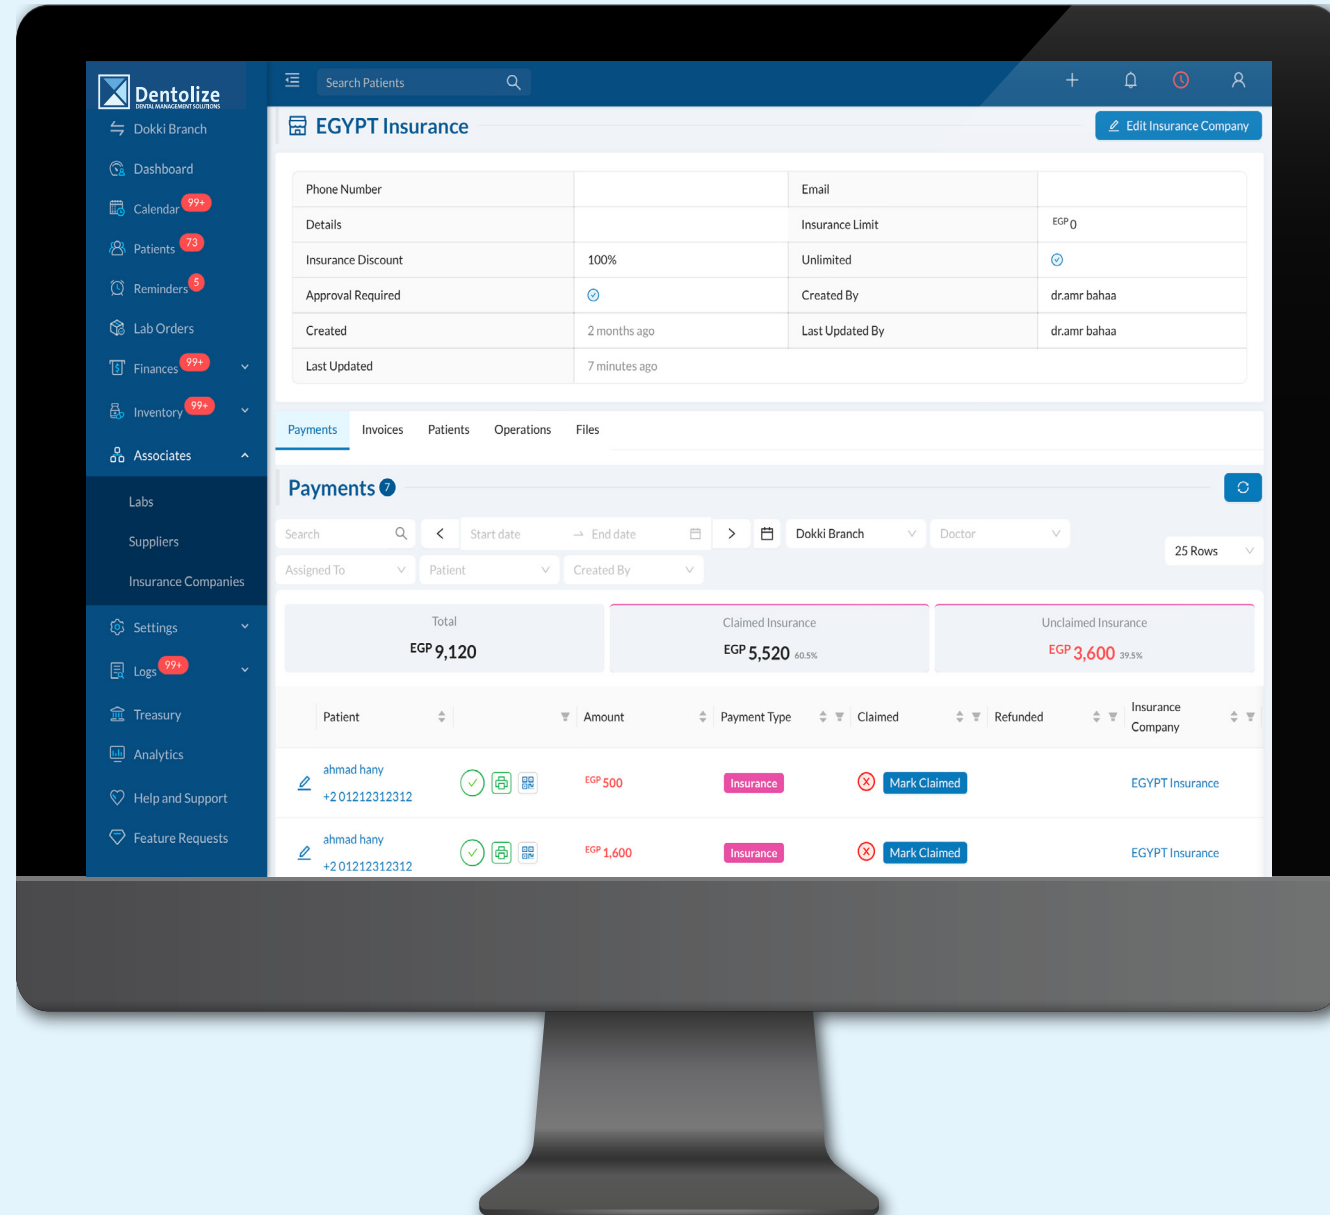 Dentolize
DENTAL MANAGEMENT SOLUTIONS
Search Patients
Dokki Branch
Dashboard
Calendar 99+
Patients 73
Reminders 5
Lab Orders
Finances 99+
Inventory 99+
Associates
Labs
Suppliers
Insurance Companies
Settings
Logs 99+
Treasury
Analytics
Help and Support
Feature Requests
EGYPT Insurance
Edit Insurance Company
Phone Number Email
Details Insurance Limit EGP 0
Insurance Discount 100% Unlimited
Approval Required Created By dr.amr bahaa
Created 2 months ago Last Updated By dr.amr bahaa
Last Updated 7 minutes ago
Payments Invoices Patients Operations Files
Payments 7
Search Start date → End date Dokki Branch Doctor
25 Rows
Assigned To Patient Created By
Total Claimed Insurance Unclaimed Insurance
EGP 9,120 EGP 5,520 60.5% EGP 3,600 39.5%
Patient Amount Payment Type Claimed Refunded Insurance
Company
ahmad hany
+2 01212312312 EGP 500 Insurance Mark Claimed EGYPT Insurance
ahmad hany
+2 01212312312 EGP 1,600 Insurance Mark Claimed EGYPT Insurance